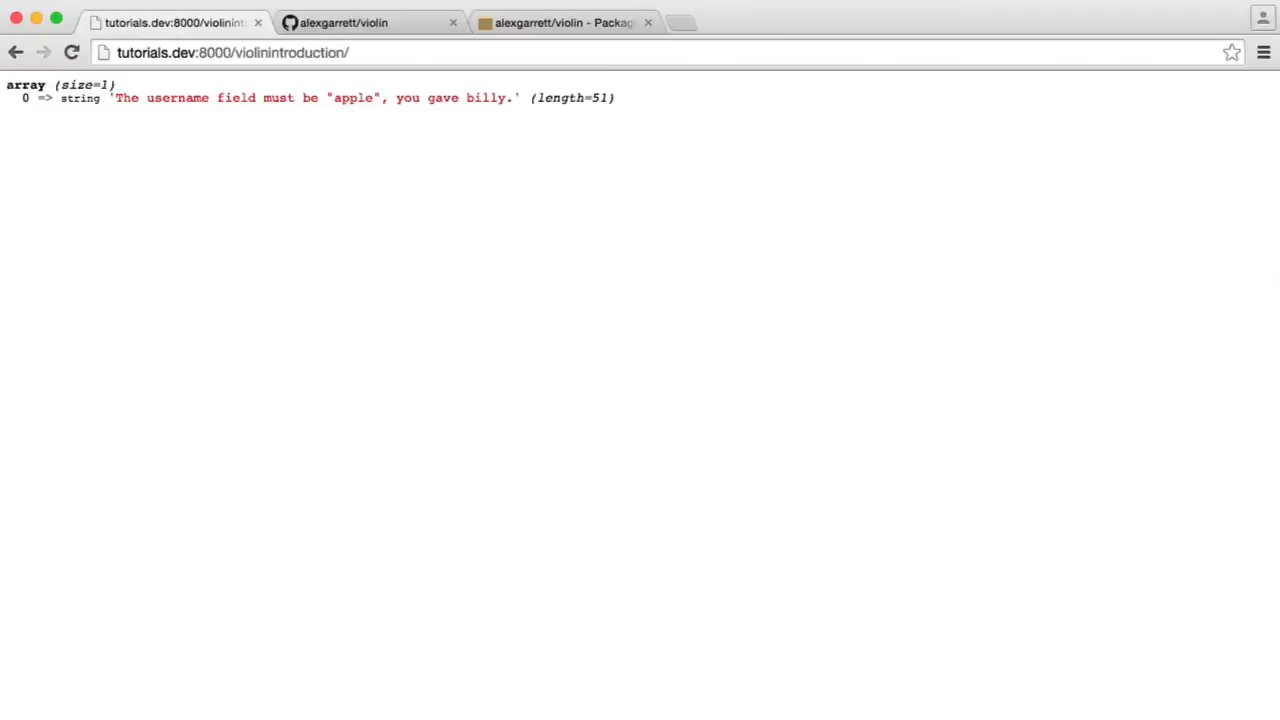 tutorials.dev:8000/violinint
alexgarrett/violin
alexgarrett/violin - Packag
tutorials.dev:8000/violinintroduction/
array (size=1)
0 => string 'The username field must be "apple", you gave billy.' (length=51)